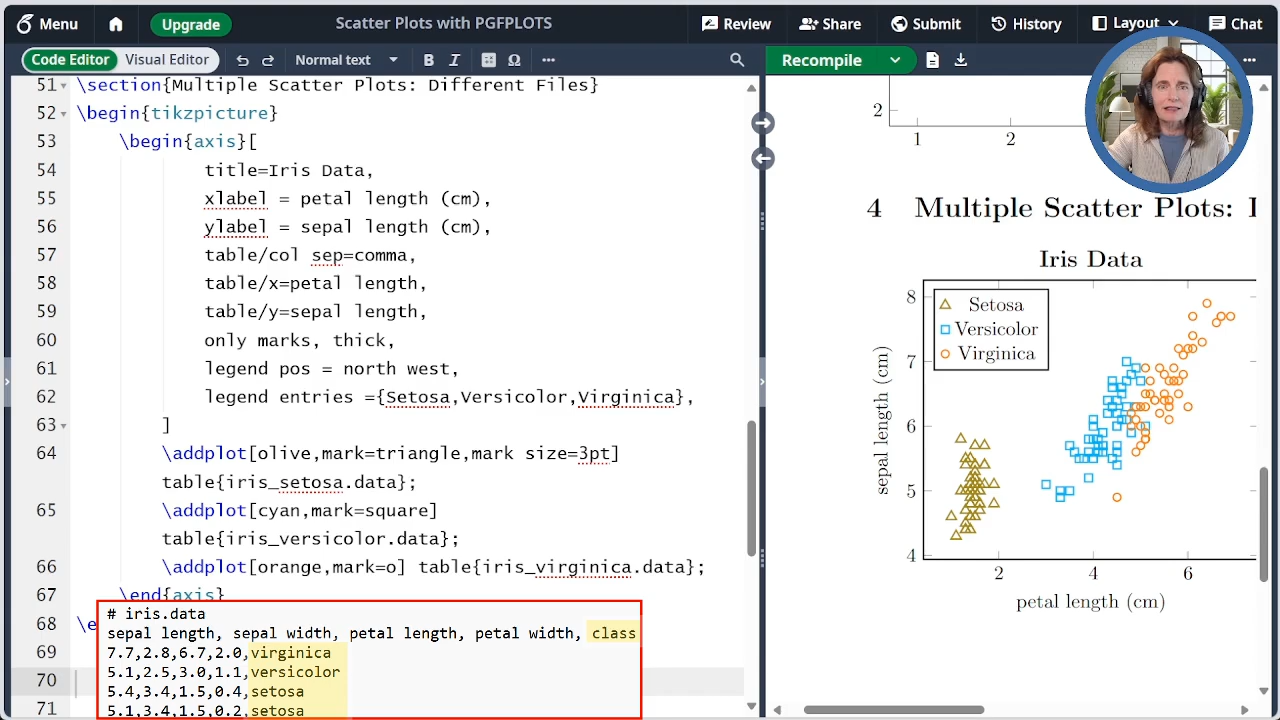 Menu
Upgrade
Scatter Plots with PGFPLOTS
Review
Share
Submit
History
Layout
Chat
Code Editor
Visual Editor
Normal text
B
I
Ω
Recompile
51 \section{Multiple Scatter Plots: Different Files}
52 \begin{tikzpicture}
53 \begin{axis}[
54 title=Iris Data,
55 xlabel = petal length (cm),
56 ylabel = sepal length (cm),
57 table/col sep=comma,
58 table/x=petal length,
59 table/y=sepal length,
60 only marks, thick,
61 legend pos = north west,
62 legend entries ={Setosa,Versicolor,Virginica},
63 ]
64 \addplot[olive,mark=triangle,mark size=3pt]
table{iris_setosa.data};
65 \addplot[cyan,mark=square]
table{iris_versicolor.data};
66 \addplot[orange,mark=o] table{iris_virginica.data};
67 \end{axis}
68 \e
69
70
71
# iris.data
sepal length, sepal width, petal length, petal width, class
7.7,2.8,6.7,2.0,virginica
5.1,2.5,3.0,1.1,versicolor
5.4,3.4,1.5,0.4,setosa
5.1,3.4,1.5,0.2,setosa
2
1 2
4 Multiple Scatter Plots:
Iris Data
Setosa
Versicolor
Virginica
8
7
6
5
4
sepal length (cm)
2 4 6
petal length (cm)